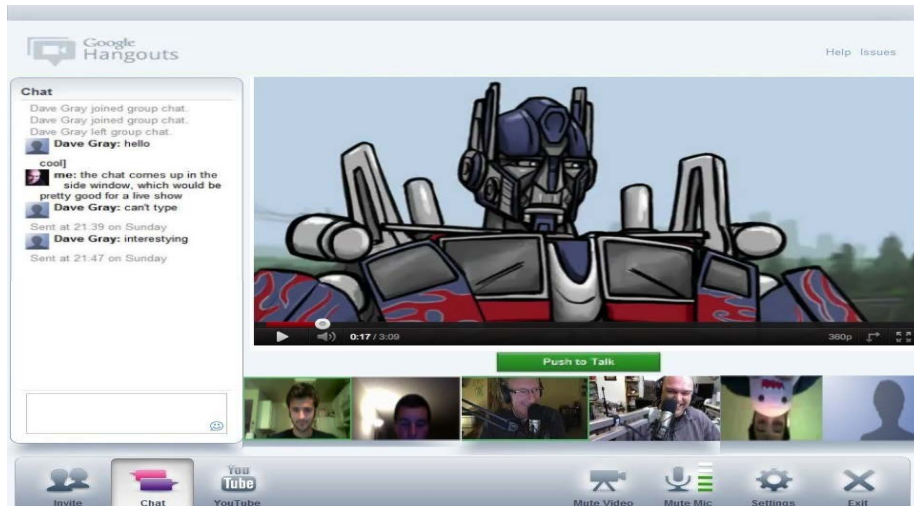 Google
Hangouts
Help Issues
Chat
Dave Gray joined group chat.
Dave Gray joined group chat.
Dave Gray left group chat.
Dave Gray: hello
cool]
me: the chat comes up in the
side window, which would be
pretty good for a live show
Dave Gray: can't type
Sent at 21:39 on Sunday
Dave Gray: interestying
Sent at 21:47 on Sunday
0:17 / 3:09
360p
Push to Talk
You
Tube
Invite
Chat
YouTube
Mute Video
Mute Mic
Settings
Exit